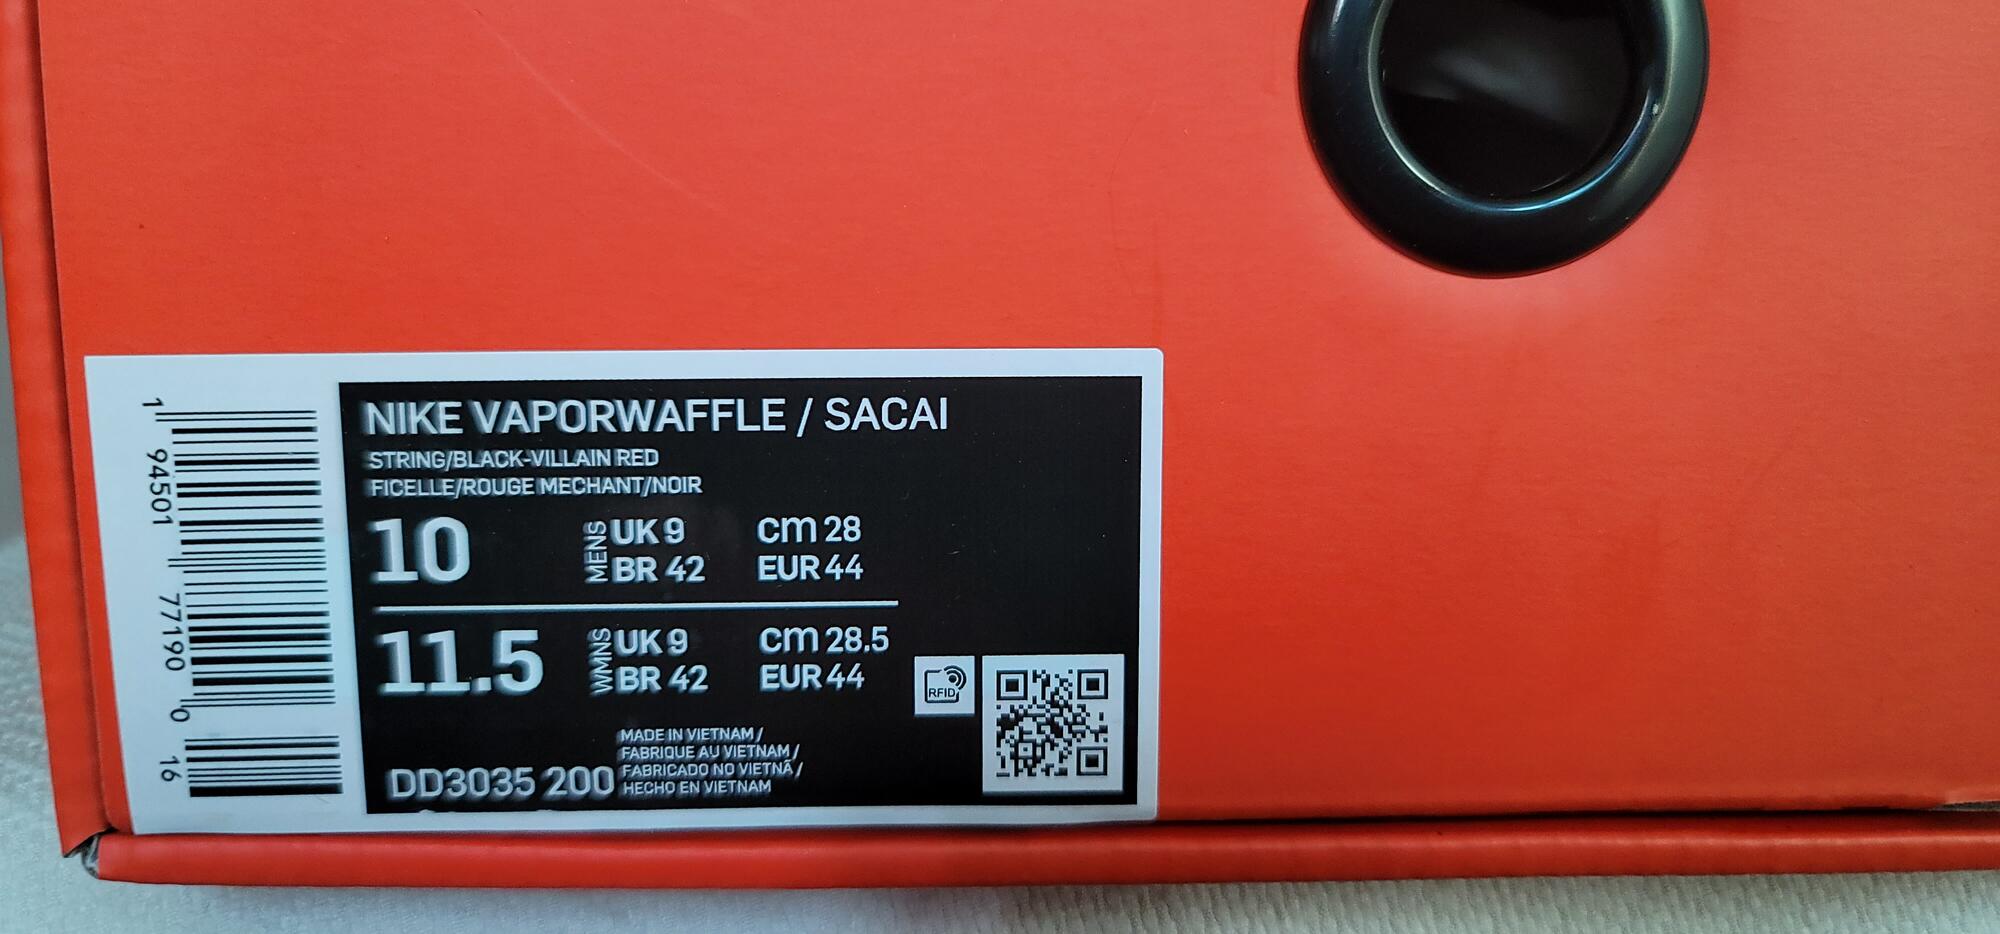 1 94501 77190 0 16
NIKE VAPORWAFFLE / SACAI
STRING/BLACK-VILLAIN RED
FICELLE/ROUGE MECHANT/NOIR
10 MENS UK 9 cm 28
BR 42 EUR 44
11.5 WMNS UK 9 cm 28.5
BR 42 EUR 44
RFID
MADE IN VIETNAM /
FABRIQUE AU VIETNAM /
FABRICADO NO VIETNÃ /
HECHO EN VIETNAM
DD3035 200